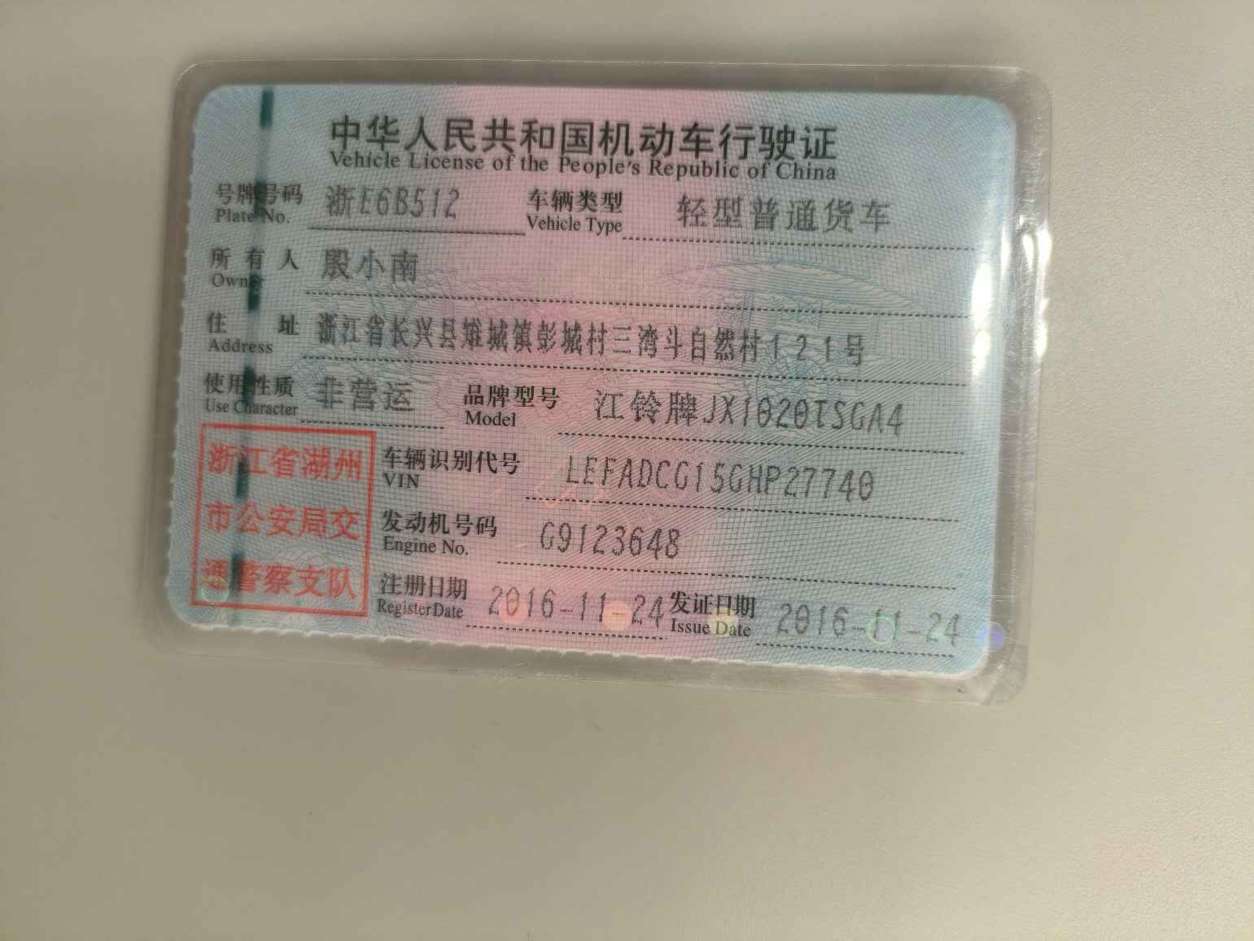 中华人民共和国机动车行驶证
Vehicle License of the People's Republic of China
号牌号码 浙E6B512 车辆类型 轻型普通货车
Plate No. Vehicle Type
所有人 殷小南
Owner
住址 浙江省长兴县雉城镇彭城村三湾斗自然村121号
Address
使用性质 非营运 品牌型号 江铃牌JX1020TSGA4
Use Character Model
浙江省湖州
市公安局交
通警察支队
车辆识别代号 LEFADCG15GHP27740
VIN
发动机号码 G9123648
Engine No.
注册日期 2016-11-24 发证日期 2016-11-24
Register Date Issue Date